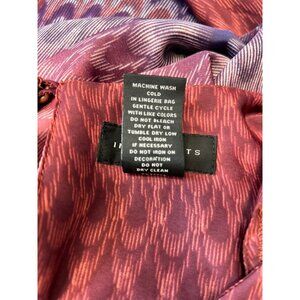 MACHINE WASH
COLD
IN LINGERIE BAG
GENTLE CYCLE
WITH LIKE COLORS
DO NOT BLEACH
DRY FLAT OR
TUMBLE DRY LOW
COOL IRON
IF NECESSARY
DO NOT IRON ON
DECORATION
DO NOT
DRY CLEAN